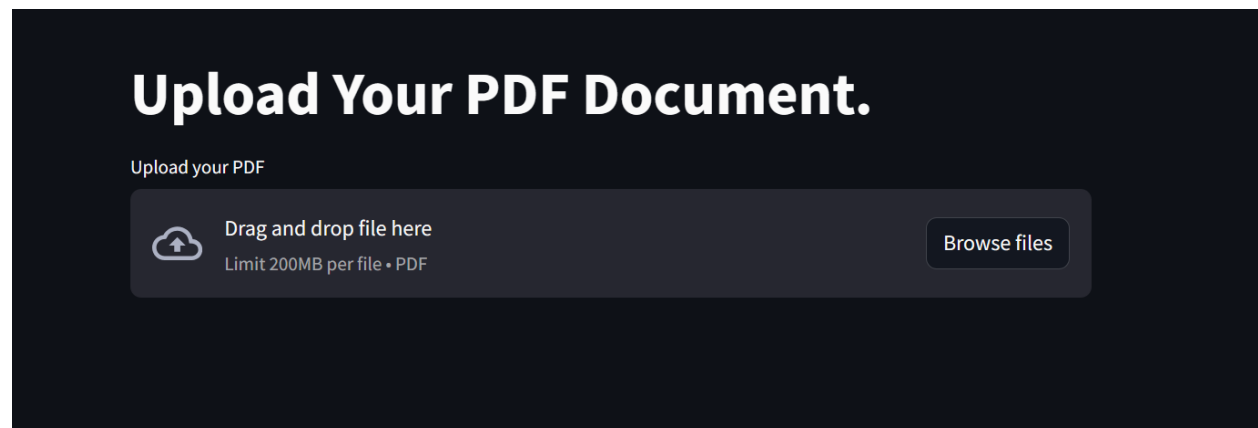 Upload Your PDF Document.
Upload your PDF
Drag and drop file here
Limit 200MB per file • PDF
Browse files